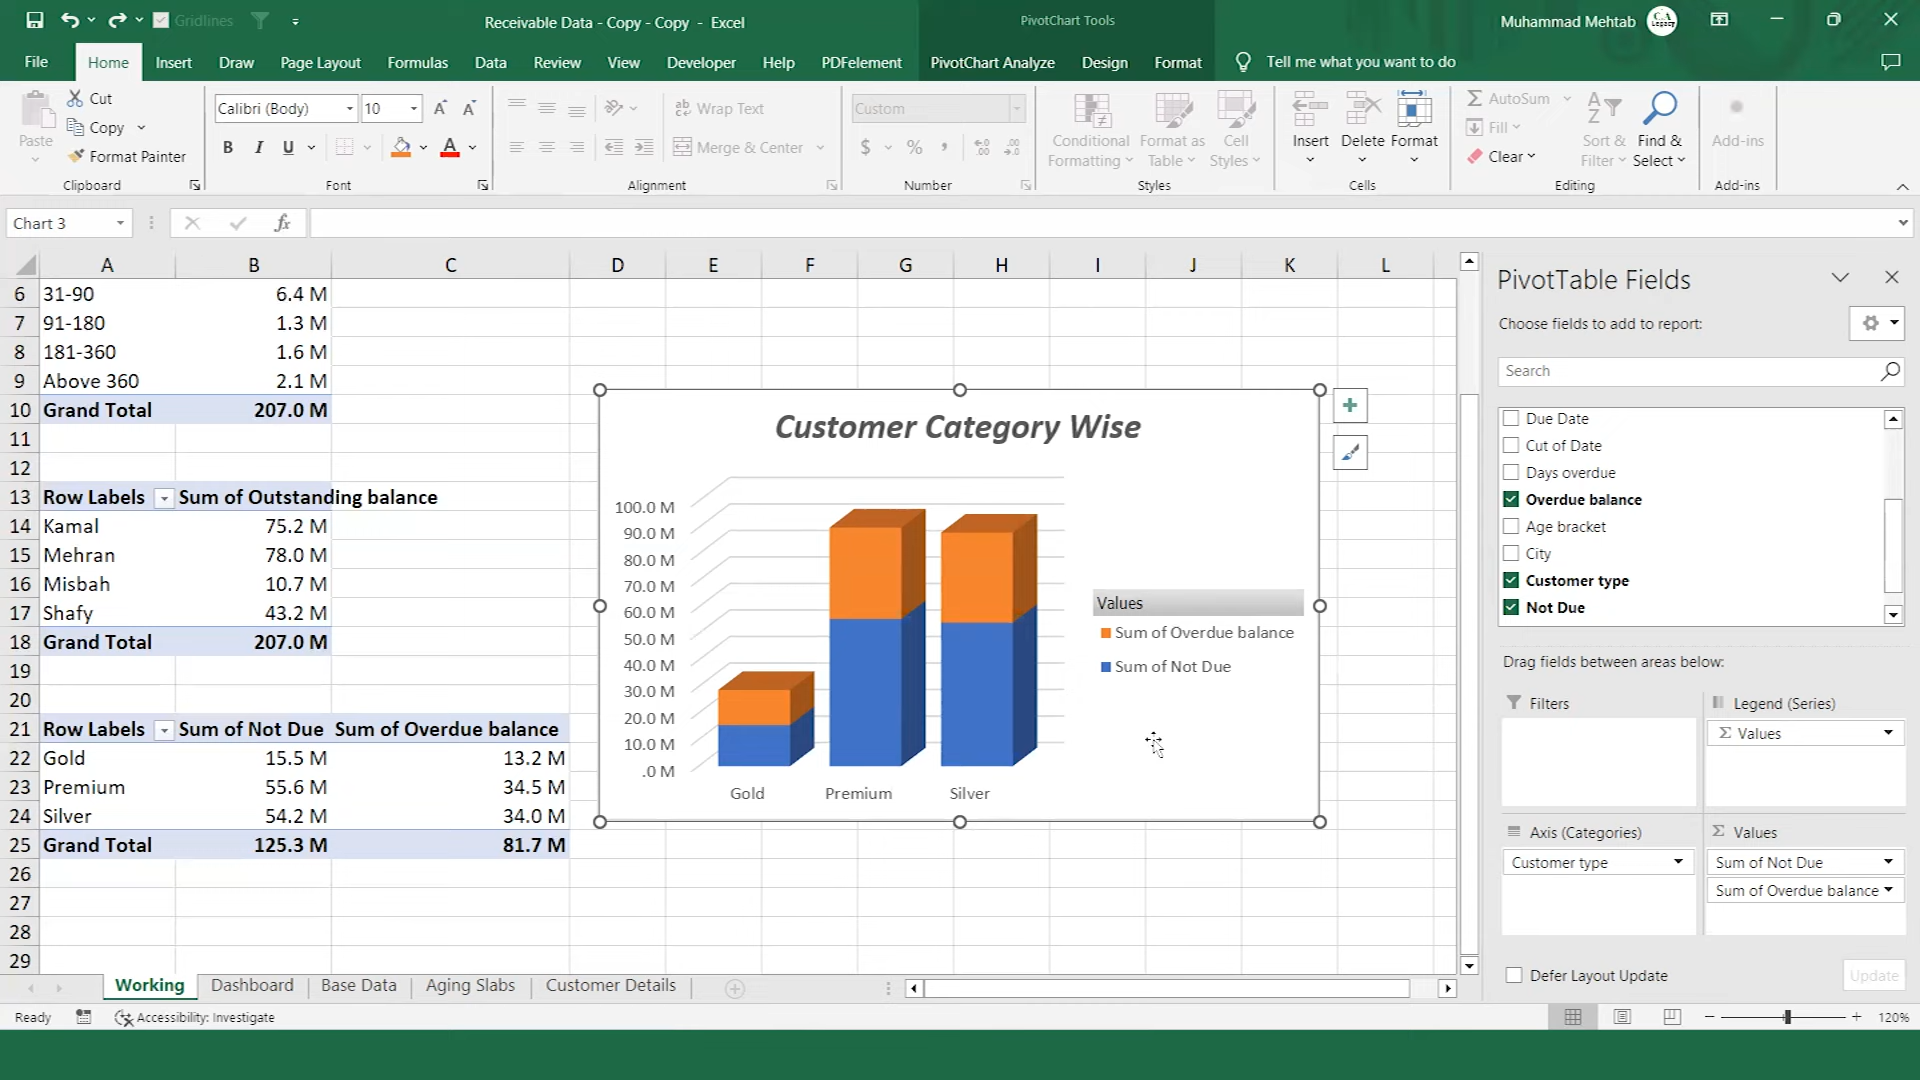 Gridlines
Receivable Data - Copy - Copy - Excel
PivotChart Tools
Muhammad Mehtab
File Home Insert Draw Page Layout Formulas Data Review View Developer Help PDFelement PivotChart Analyze Design Format Tell me what you want to do
Paste
Cut
Copy
Format Painter
Clipboard
Calibri (Body) 10
B I U A
Font
Wrap Text
Merge & Center
Alignment
Custom
$ % ,
Number
Conditional Formatting
Format as Table
Cell Styles
Styles
Insert Delete Format
Cells
AutoSum
Fill
Clear
Sort & Filter
Find & Select
Editing
Add-ins
Add-ins
Chart 3 fx
A B C D E F G H I J K L
6 31-90 6.4 M
7 91-180 1.3 M
8 181-360 1.6 M
9 Above 360 2.1 M
10 Grand Total 207.0 M
11
12
13 Row Labels Sum of Outstanding balance
14 Kamal 75.2 M
15 Mehran 78.0 M
16 Misbah 10.7 M
17 Shafy 43.2 M
18 Grand Total 207.0 M
19
20
21 Row Labels Sum of Not Due Sum of Overdue balance
22 Gold 15.5 M 13.2 M
23 Premium 55.6 M 34.5 M
24 Silver 54.2 M 34.0 M
25 Grand Total 125.3 M 81.7 M
26
27
28
29
Customer Category Wise
100.0 M
90.0 M
80.0 M
70.0 M
60.0 M
50.0 M
40.0 M
30.0 M
20.0 M
10.0 M
.0 M
Gold Premium Silver
Values
Sum of Overdue balance
Sum of Not Due
PivotTable Fields
Choose fields to add to report:
Search
Due Date
Cut of Date
Days overdue
Overdue balance
Age bracket
City
Customer type
Not Due
Drag fields between areas below:
Filters
Legend (Series)
Σ Values
Axis (Categories)
Customer type
Σ Values
Sum of Not Due
Sum of Overdue balance
Defer Layout Update
Update
Working Dashboard Base Data Aging Slabs Customer Details
Ready
Accessibility: Investigate
120%